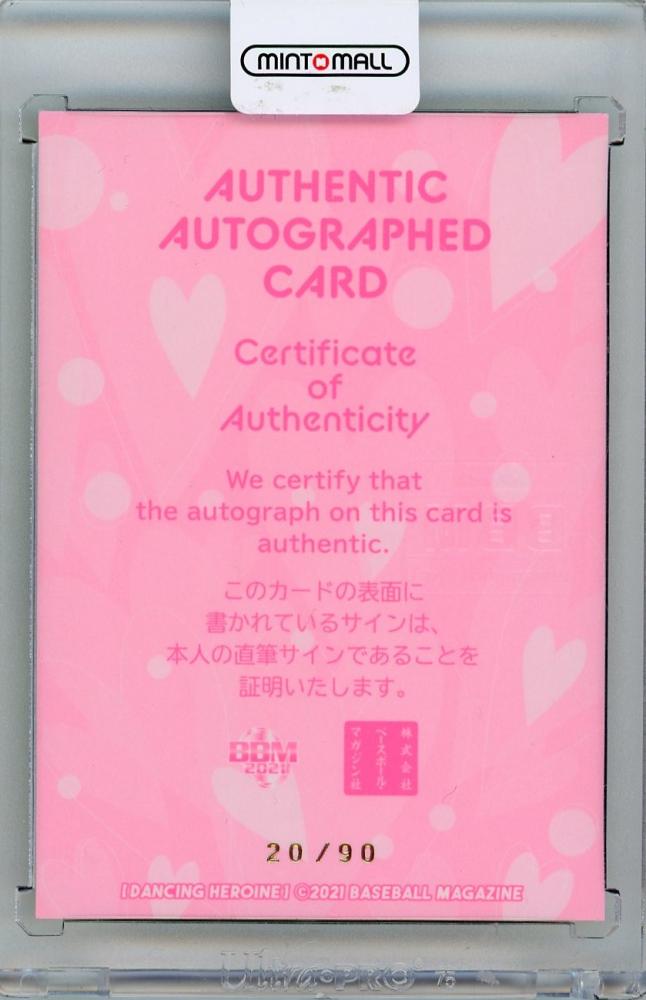 MINTMALL
AUTHENTIC
AUTOGRAPHED
CARD
Certificate
of
Authenticity
We certify that
the autograph on this card is
authentic.
このカードの表面に
書かれているサインは、
本人の直筆サインであることを
証明いたします。
BBM
2021
株式会社
ベースボール
マガジン社
20/90
[DANCING HEROINE] ©2021 BASEBALL MAGAZINE
Ultra•PRO®